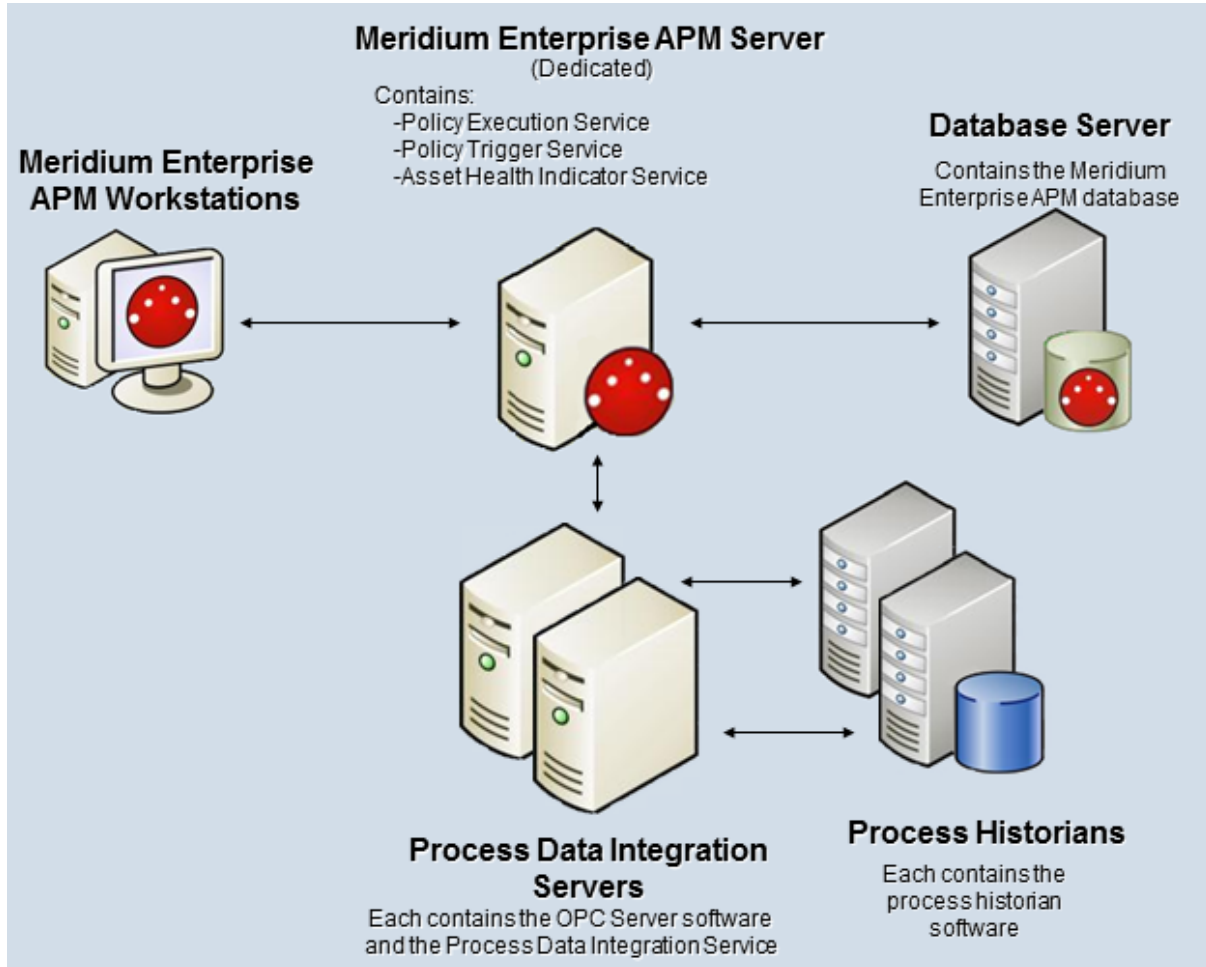 Meridium Enterprise APM Server
(Dedicated)
Contains:
-Policy Execution Service
-Policy Trigger Service
-Asset Health Indicator Service
Meridium Enterprise
APM Workstations
Database Server
Contains the Meridium
Enterprise APM database
Process Data Integration
Servers
Each contains the OPC Server software
and the Process Data Integration Service
Process Historians
Each contains the
process historian
software